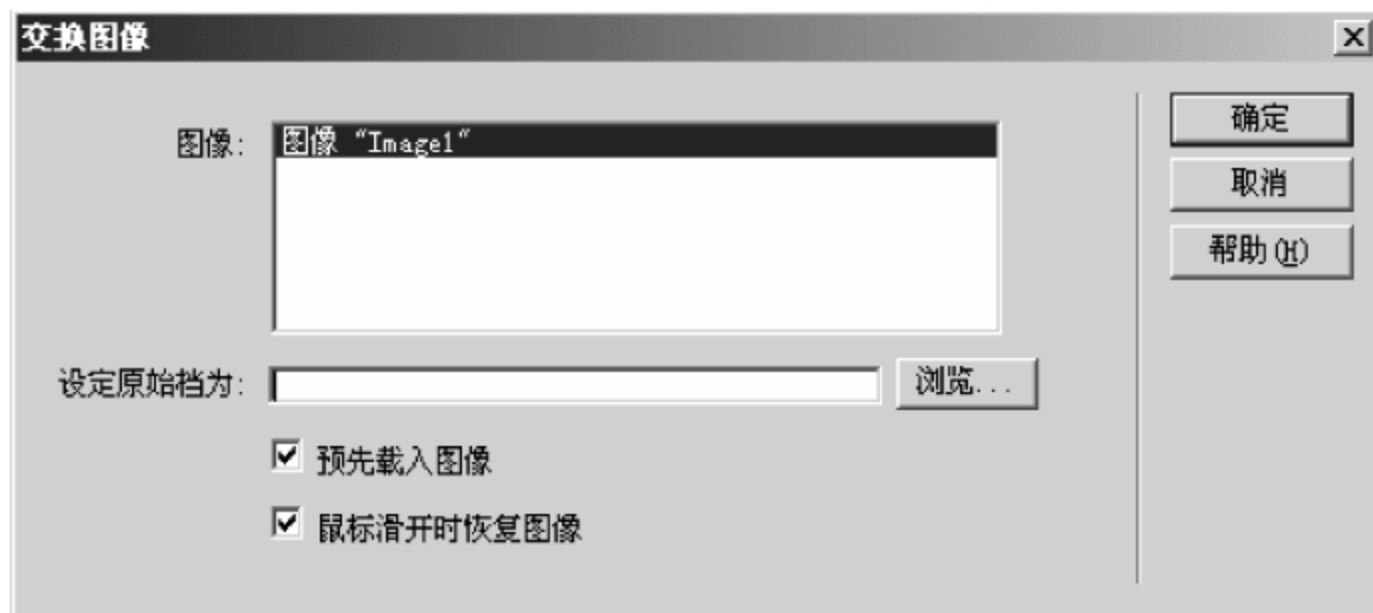 交换图像
图像: 图像 “Image1”
确定
取消
帮助(H)
设定原始档为: 浏览...
预先载入图像
鼠标滑开时恢复图像